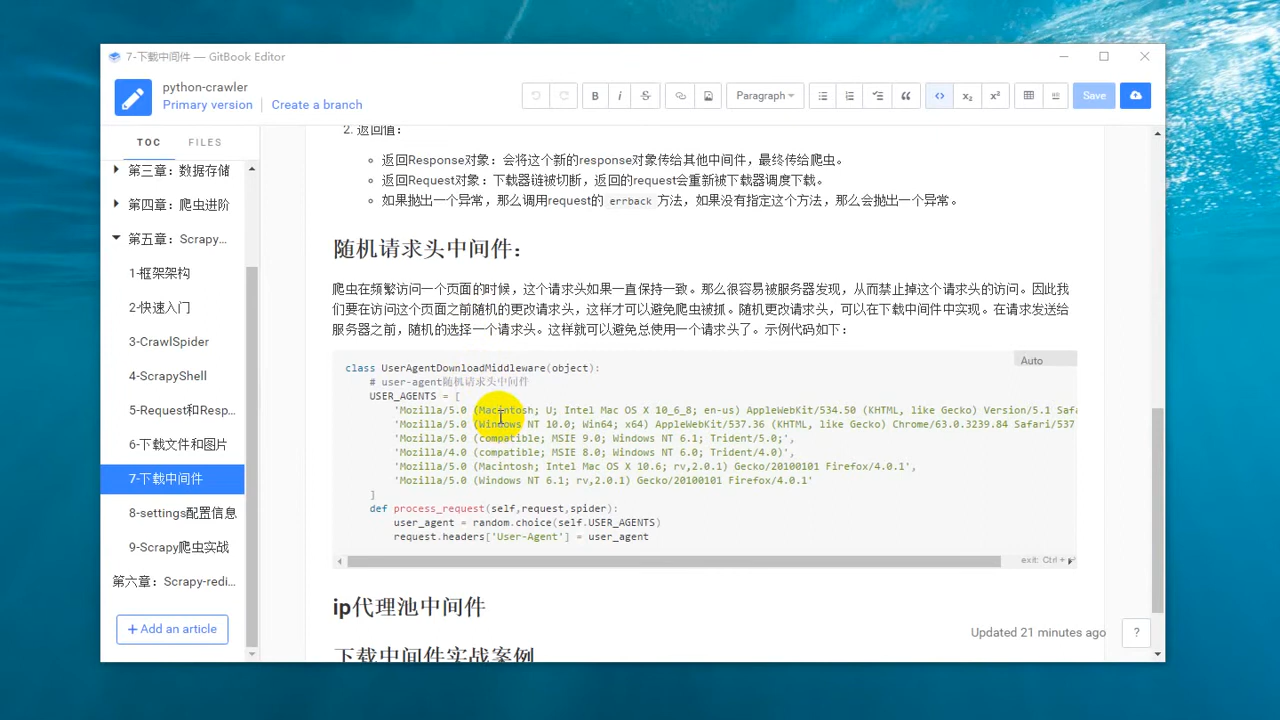 7-下载中间件 — GitBook Editor
python-crawler
Primary version
Create a branch
B
i
S
Paragraph
x₂
x²
Save
TOC
FILES
第三章：数据存储
第四章：爬虫进阶
第五章：Scrapy...
1-框架架构
2-快速入门
3-CrawlSpider
4-ScrapyShell
5-Request和Resp...
6-下载文件和图片
7-下载中间件
8-settings配置信息
9-Scrapy爬虫实战
第六章：Scrapy-redi...
+ Add an article
2. 返回值：
返回Response对象：会将这个新的response对象传给其他中间件，最终传给爬虫。
返回Request对象：下载器链被切断，返回的request会重新被下载器调度下载。
如果抛出一个异常，那么调用request的 errback 方法，如果没有指定这个方法，那么会抛出一个异常。
随机请求头中间件：
爬虫在频繁访问一个页面的时候，这个请求头如果一直保持一致。那么很容易被服务器发现，从而禁止掉这个请求头的访问。因此我
们要在访问这个页面之前随机的更改请求头，这样才可以避免爬虫被抓。随机更改请求头，可以在下载中间件中实现。在请求发送给
服务器之前，随机的选择一个请求头。这样就可以避免总使用一个请求头了。示例代码如下：
Auto
class UserAgentDownloadMiddleware(object):
# user-agent随机请求头中间件
USER_AGENTS = [
'Mozilla/5.0 (Macintosh; U; Intel Mac OS X 10_6_8; en-us) AppleWebKit/534.50 (KHTML, like Gecko) Version/5.1 Safa
'Mozilla/5.0 (Windows NT 10.0; Win64; x64) AppleWebKit/537.36 (KHTML, like Gecko) Chrome/63.0.3239.84 Safari/537
'Mozilla/5.0 (compatible; MSIE 9.0; Windows NT 6.1; Trident/5.0;',
'Mozilla/4.0 (compatible; MSIE 8.0; Windows NT 6.0; Trident/4.0)',
'Mozilla/5.0 (Macintosh; Intel Mac OS X 10.6; rv,2.0.1) Gecko/20100101 Firefox/4.0.1',
'Mozilla/5.0 (Windows NT 6.1; rv,2.0.1) Gecko/20100101 Firefox/4.0.1'
]
def process_request(self,request,spider):
user_agent = random.choice(self.USER_AGENTS)
request.headers['User-Agent'] = user_agent
exit: Ctrl +
ip代理池中间件
下载中间件实战案例
Updated 21 minutes ago
?